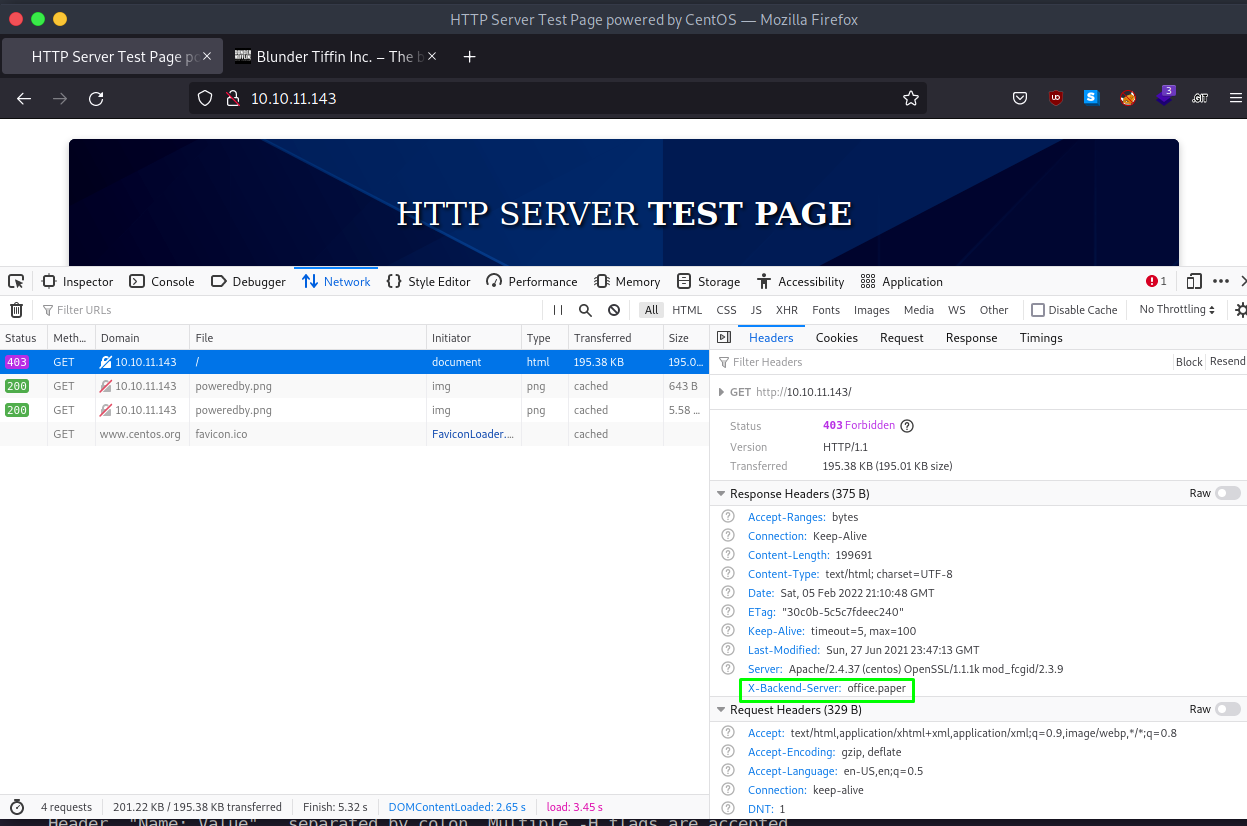 HTTP Server Test Page powered by CentOS — Mozilla Firefox
HTTP Server Test Page po
Blunder Tiffin Inc. – The b
10.10.11.143
UD
S
3
.GIT
HTTP SERVER TEST PAGE
Inspector Console Debugger Network Style Editor Performance Memory Storage Accessibility Application 1
Filter URLs
All HTML CSS JS XHR Fonts Images Media WS Other Disable Cache No Throttling
Status Meth... Domain File Initiator Type Transferred Size
403 GET 10.10.11.143 / document html 195.38 KB 195.0...
200 GET 10.10.11.143 poweredby.png img png cached 643 B
200 GET 10.10.11.143 poweredby.png img png cached 5.58 ...
GET www.centos.org favicon.ico FaviconLoader.... cached
Headers Cookies Request Response Timings
Filter Headers Block Resend
GET http://10.10.11.143/
Status 403 Forbidden
Version HTTP/1.1
Transferred 195.38 KB (195.01 KB size)
Response Headers (375 B) Raw
Accept-Ranges: bytes
Connection: Keep-Alive
Content-Length: 199691
Content-Type: text/html; charset=UTF-8
Date: Sat, 05 Feb 2022 21:10:48 GMT
ETag: "30c0b-5c5c7fdeec240"
Keep-Alive: timeout=5, max=100
Last-Modified: Sun, 27 Jun 2021 23:47:13 GMT
Server: Apache/2.4.37 (centos) OpenSSL/1.1.1k mod_fcgid/2.3.9
X-Backend-Server: office.paper
Request Headers (329 B) Raw
Accept: text/html,application/xhtml+xml,application/xml;q=0.9,image/webp,*/*;q=0.8
Accept-Encoding: gzip, deflate
Accept-Language: en-US,en;q=0.5
Connection: keep-alive
DNT: 1
4 requests 201.22 KB / 195.38 KB transferred Finish: 5.32 s DOMContentLoaded: 2.65 s load: 3.45 s
Header `"Name: Value"`, separated by colon. Multiple -H flags are accepted